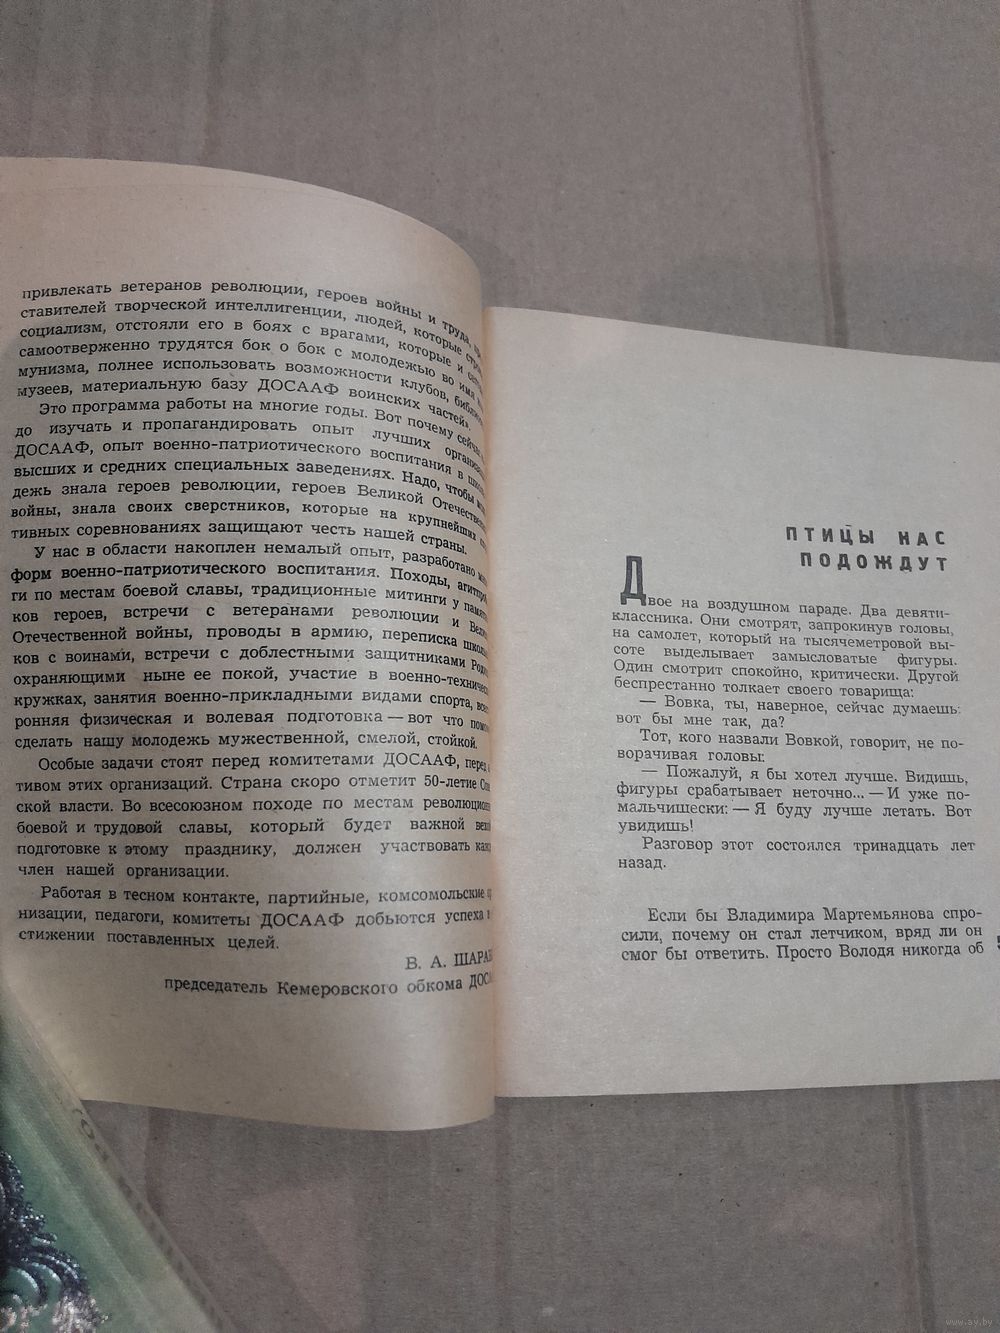 привлекать ветеранов революции, героев войны и труда,
ставителей творческой интеллигенции, людей, которые
социализм, отстояли его в боях с врагами, которые и
самоотверженно трудятся бок о бок с молодежью во имя
мунизма, полнее использовать возможности клубов,
музеев, материальную базу ДОСААФ воинских частей».
Это программа работы на многие годы. Вот почему
до изучать и пропагандировать опыт лучших
ДОСААФ, опыт военно-патриотического воспитания в
высших и средних специальных заведениях. Надо, чтобы
дежь знала героев революции, героев Великой
войны, знала своих сверстников, которые на крупнейших
тивных соревнованиях защищают честь нашей страны.
У нас в области накоплен немалый опыт, разработано
форм военно-патриотического воспитания. Походы,
ги по местам боевой славы, традиционные митинги у
ков героев, встречи с ветеранами революции и
Отечественной войны, проводы в армию, переписка
ков с воинами, встречи с доблестными защитниками
охраняющими ныне ее покой, участие в
кружках, занятия военно-прикладными видами спорта,
ронняя физическая и волевая подготовка — вот что
сделать нашу молодежь мужественной, смелой, стойкой.
Особые задачи стоят перед комитетами ДОСААФ, перед
тивом этих организаций. Страна скоро отметит 50-летие
ской власти. Во всесоюзном походе по местам
боевой и трудовой славы, который будет важной
подготовке к этому празднику, должен участвовать
член нашей организации.
Работая в тесном контакте, партийные, комсомольские
низации, педагоги, комитеты ДОСААФ добьются успеха в
стижении поставленных целей.
В. А.
председатель Кемеровского обкома
ПТИЦЫ НАС
ПОДОЖДУТ
Двое на воздушном параде. Два девяти-
классника. Они смотрят, запрокинув головы,
на самолет, который на тысячеметровой вы-
соте выделывает замысловатые фигуры.
Один смотрит спокойно, критически. Другой
беспрестанно толкает своего товарища:
— Вовка, ты, наверное, сейчас думаешь:
вот бы мне так, да?
Тот, кого назвали Вовкой, говорит, не по-
ворачивая головы:
— Пожалуй, я бы хотел лучше. Видишь,
фигуры срабатывает неточно... — И уже по-
мальчишески: — Я буду лучше летать. Вот
увидишь!
Разговор этот состоялся тринадцать лет
назад.
Если бы Владимира Мартемьянова спро-
сили, почему он стал летчиком, вряд ли он
смог бы ответить. Просто Володя никогда об
5
www.ay.by